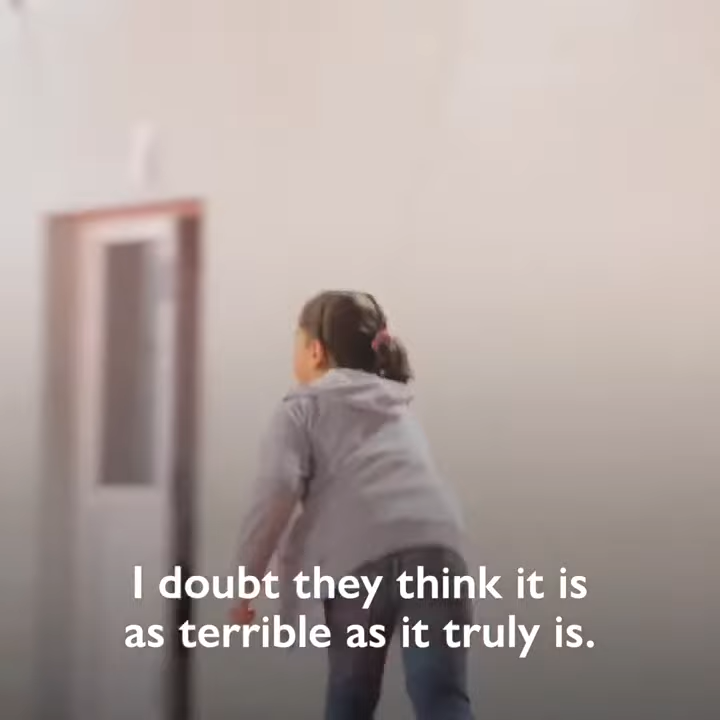 I doubt they think it is
as terrible as it truly is.